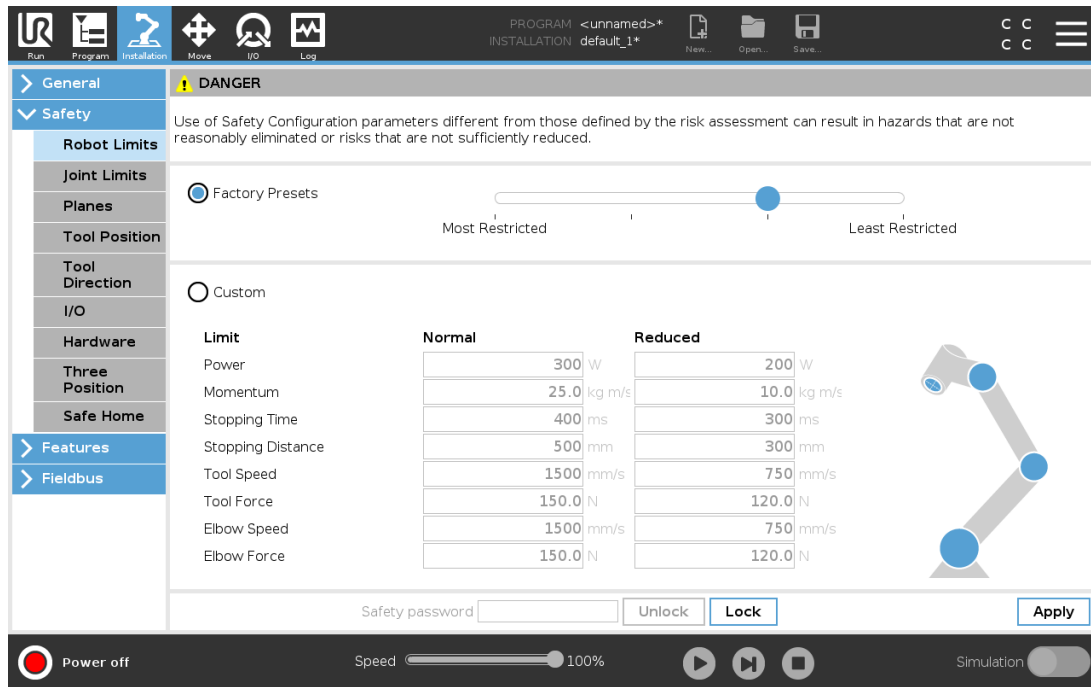 PROGRAM <unnamed>*
INSTALLATION default_1*
C C
C C
Run Program Installation Move I/O Log New... Open... Save...
General
Safety
Robot Limits
Joint Limits
Planes
Tool Position
Tool
Direction
I/O
Hardware
Three
Position
Safe Home
Features
Fieldbus
DANGER
Use of Safety Configuration parameters different from those defined by the risk assessment can result in hazards that are not
reasonably eliminated or risks that are not sufficiently reduced.
Factory Presets
Most Restricted Least Restricted
Custom
Limit Normal Reduced
Power 300 W 200 W
Momentum 25.0 kg m/s 10.0 kg m/s
Stopping Time 400 ms 300 ms
Stopping Distance 500 mm 300 mm
Tool Speed 1500 mm/s 750 mm/s
Tool Force 150.0 N 120.0 N
Elbow Speed 1500 mm/s 750 mm/s
Elbow Force 150.0 N 120.0 N
Safety password Unlock Lock Apply
Power off Speed 100% Simulation